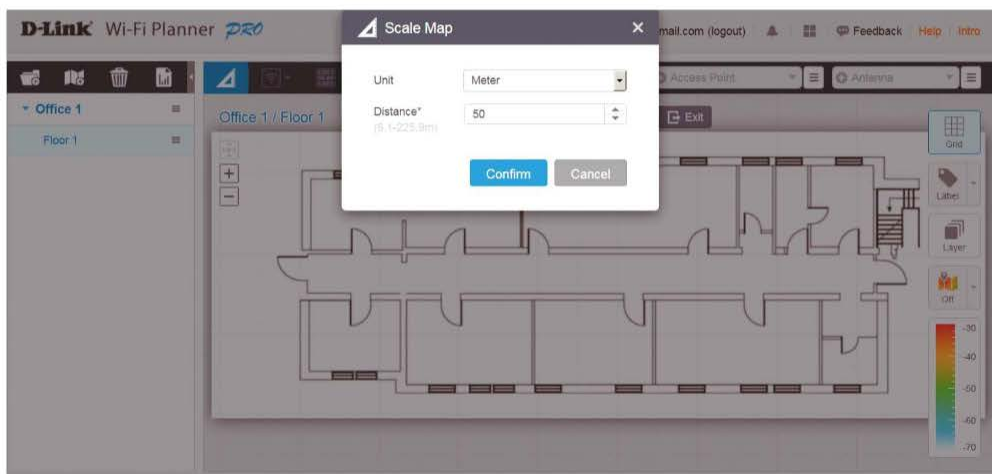 D-Link Wi-Fi Planner PRO
mail.com (logout)
Feedback
Help
Intro
Scale Map
Unit
Meter
Distance*
50
Confirm
Cancel
Access Point
Antenna
Office 1
Floor 1
Office 1 / Floor 1
Exit
Grid
Label
Layer
Off
-30
-40
-50
-60
-70